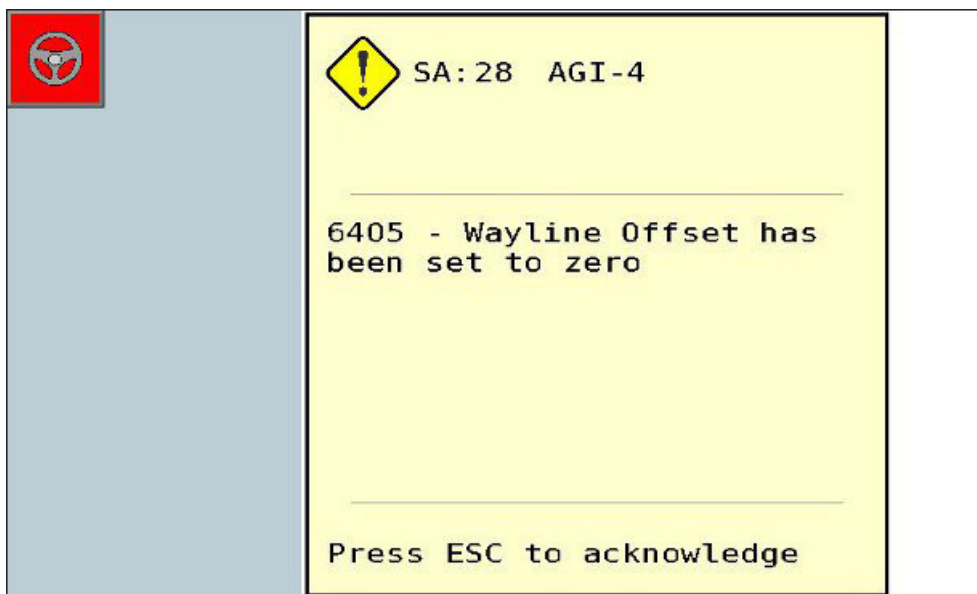 SA:28 AGI-4
6405 - Wayline Offset has
been set to zero
Press ESC to acknowledge